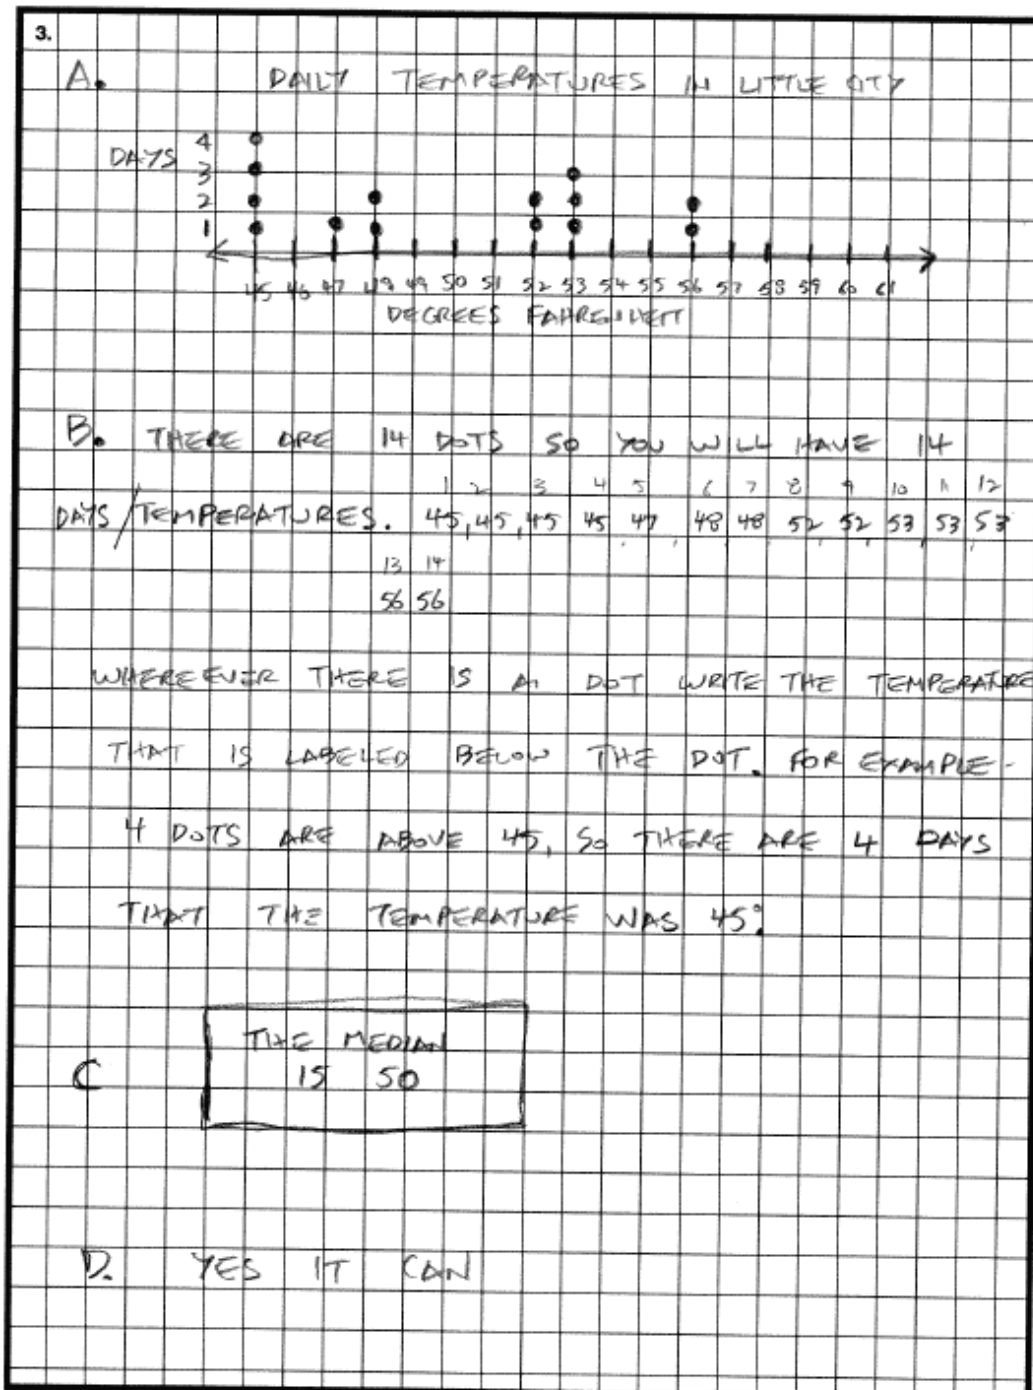 3.
A. DAILY TEMPERATURES IN LITTLE CITY
4
DAYS 3
2
1
45 46 47 48 49 50 51 52 53 54 55 56 57 58 59 60 61
DEGREES FAHRENHEIT
B. THERE ARE 14 DOTS SO YOU WILL HAVE 14
1 2 3 4 5 6 7 8 9 10 11 12
DAYS/TEMPERATURES. 45, 45, 45 45 47 48 48 52, 52, 53, 53, 53
13 14
56 56
WHEREEVER THERE IS A DOT WRITE THE TEMPERATURE
THAT IS LABELED BELOW THE DOT. FOR EXAMPLE-
4 DOTS ARE ABOVE 45, SO THERE ARE 4 DAYS
THAT THE TEMPERATURE WAS 45°.
THE MEDIAN
C IS 50
D. YES IT CAN